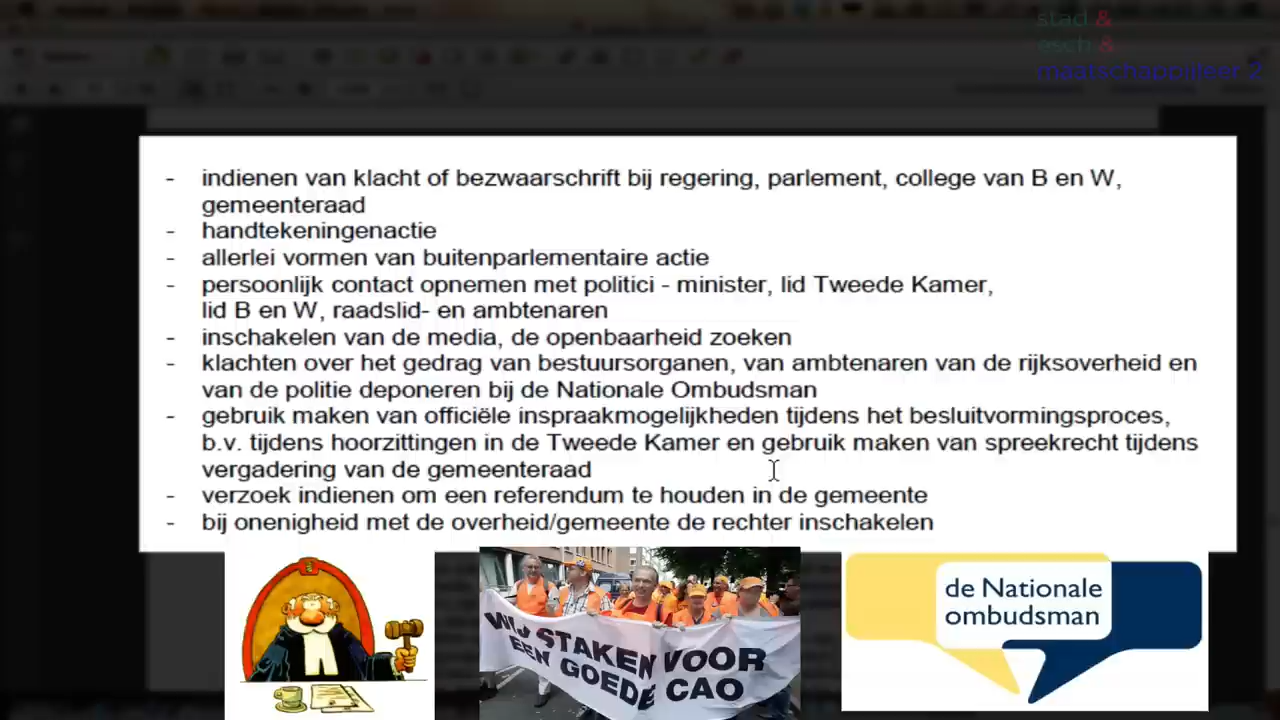 stad &
esch &
maatschappijleer 2
- indienen van klacht of bezwaarschrift bij regering, parlement, college van B en W,
gemeenteraad
- handtekeningenactie
- allerlei vormen van buitenparlementaire actie
- persoonlijk contact opnemen met politici - minister, lid Tweede Kamer,
lid B en W, raadslid- en ambtenaren
- inschakelen van de media, de openbaarheid zoeken
- klachten over het gedrag van bestuursorganen, van ambtenaren van de rijksoverheid en
van de politie deponeren bij de Nationale Ombudsman
- gebruik maken van officiële inspraakmogelijkheden tijdens het besluitvormingsproces,
b.v. tijdens hoorzittingen in de Tweede Kamer en gebruik maken van spreekrecht tijdens
vergadering van de gemeenteraad
- verzoek indienen om een referendum te houden in de gemeente
- bij onenigheid met de overheid/gemeente de rechter inschakelen
WIJ STAKEN VOOR
EEN GOEDE CAO
de Nationale
ombudsman